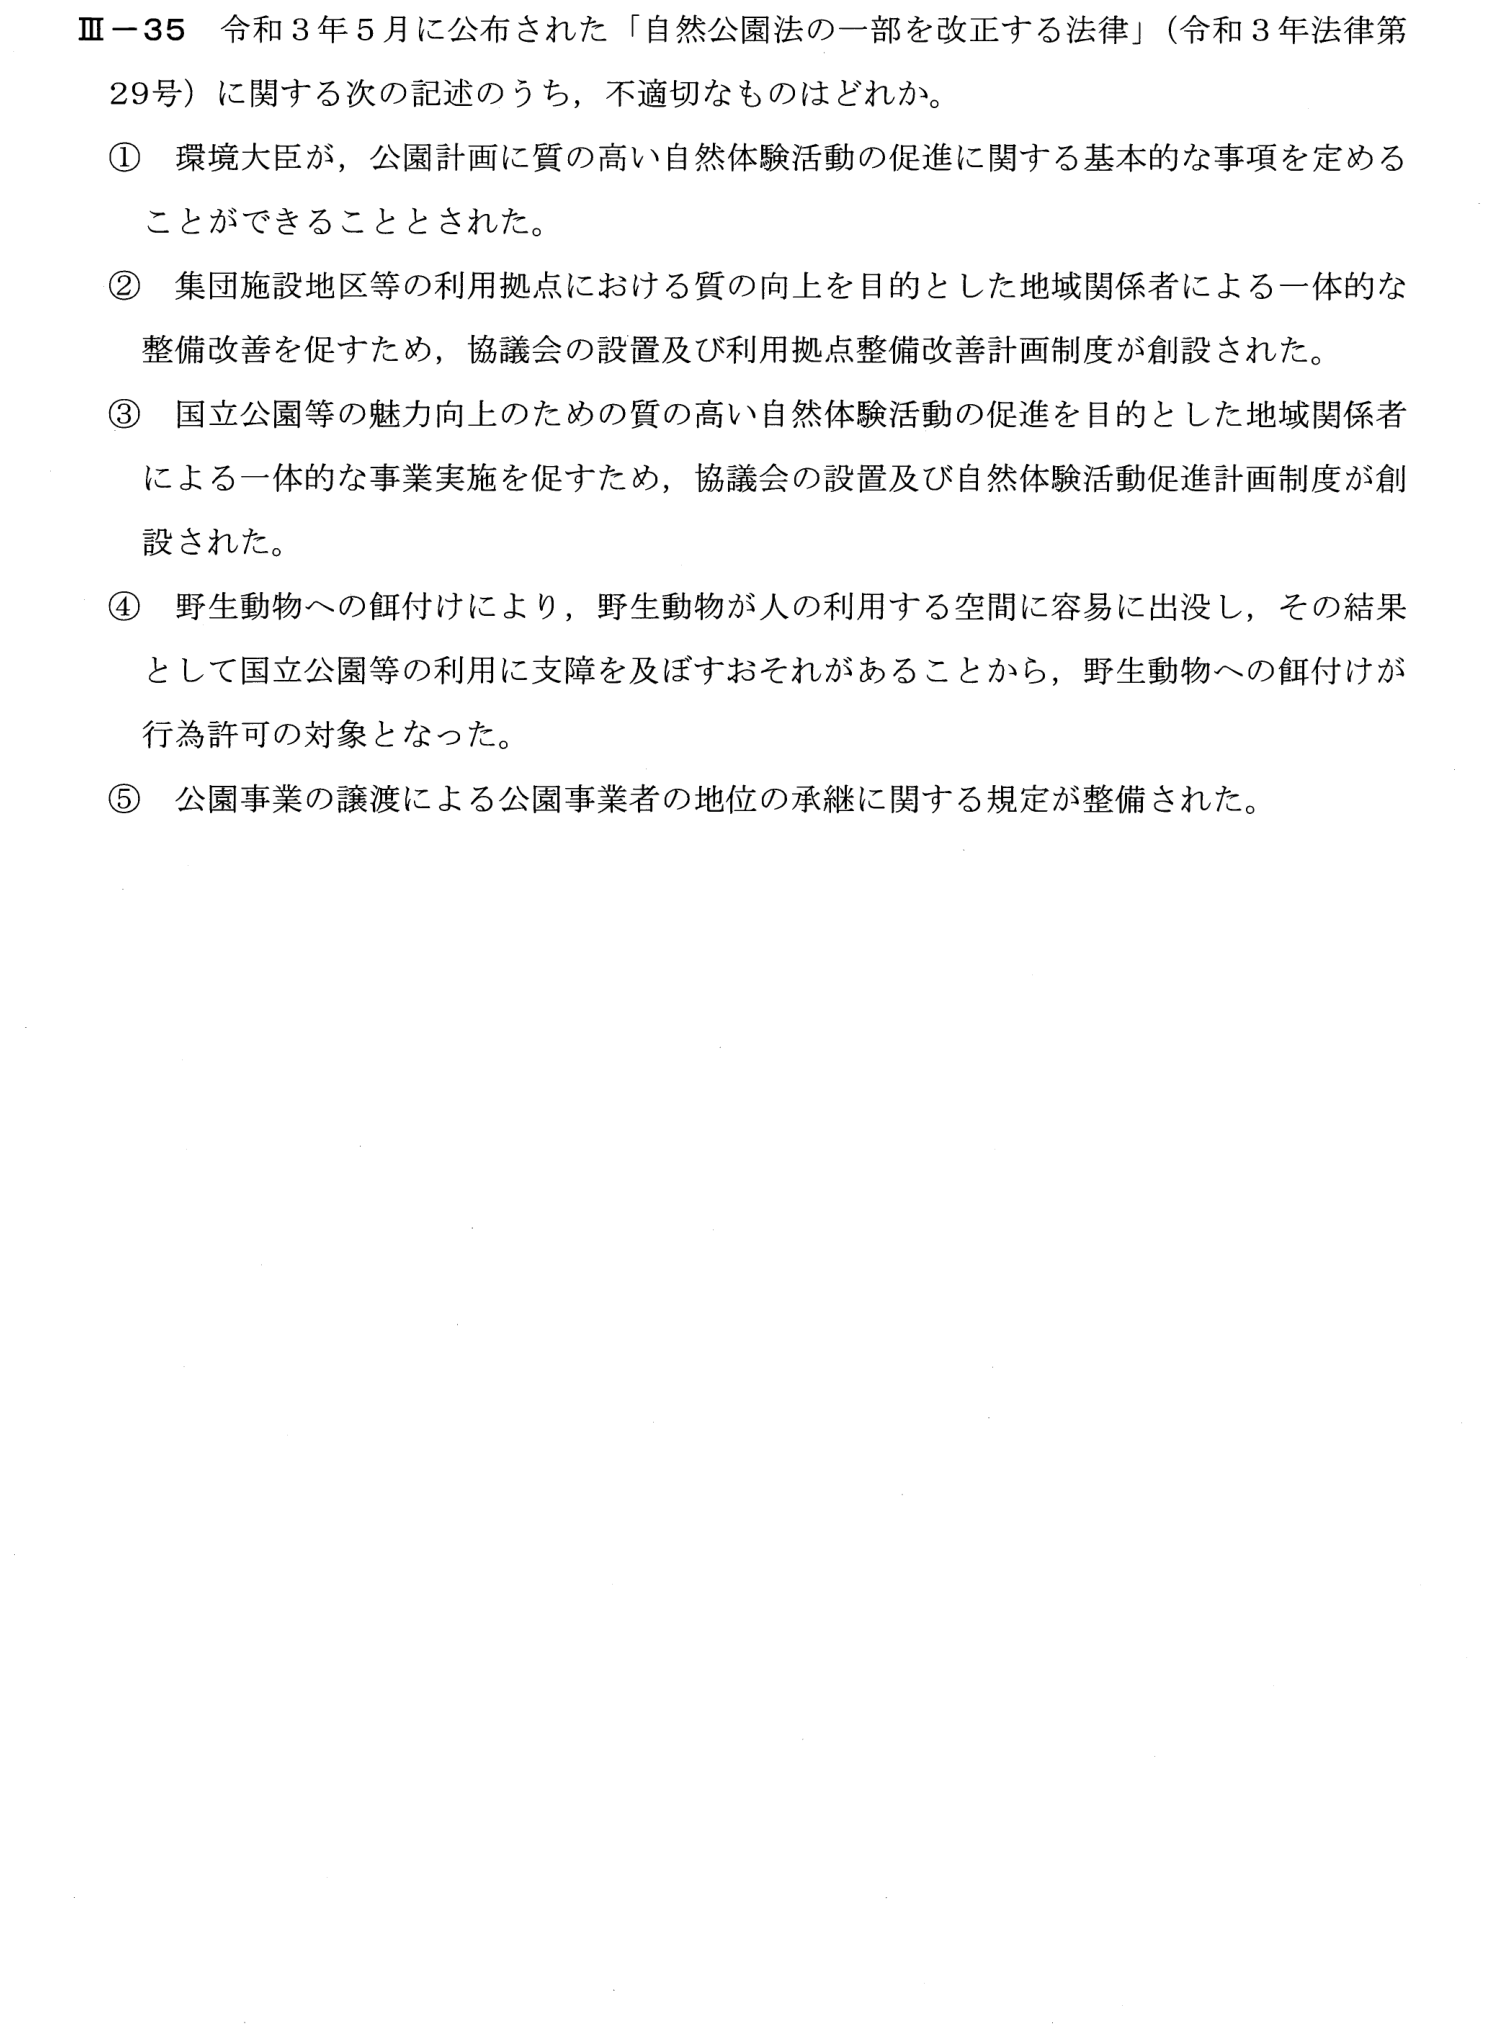 Ⅲ－35　令和３年５月に公布された「自然公園法の一部を改正する法律」（令和３年法律第
29号）に関する次の記述のうち，不適切なものはどれか。
①　環境大臣が，公園計画に質の高い自然体験活動の促進に関する基本的な事項を定める
ことができることとされた。
②　集団施設地区等の利用拠点における質の向上を目的とした地域関係者による一体的な
整備改善を促すため，協議会の設置及び利用拠点整備改善計画制度が創設された。
③　国立公園等の魅力向上のための質の高い自然体験活動の促進を目的とした地域関係者
による一体的な事業実施を促すため，協議会の設置及び自然体験活動促進計画制度が創
設された。
④　野生動物への餌付けにより，野生動物が人の利用する空間に容易に出没し，その結果
として国立公園等の利用に支障を及ぼすおそれがあることから，野生動物への餌付けが
行為許可の対象となった。
⑤　公園事業の譲渡による公園事業者の地位の承継に関する規定が整備された。